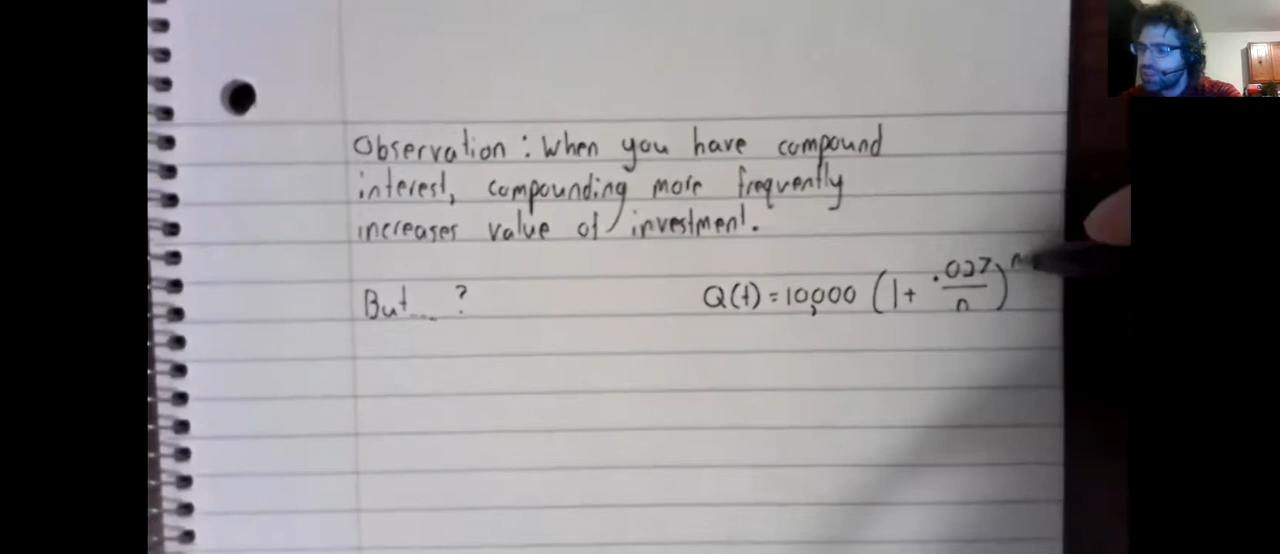 Observation: When you have compound
interest, compounding more frequently
increases value of investment.
But...? Q(t)=10,000 (1+ .027/n)^n